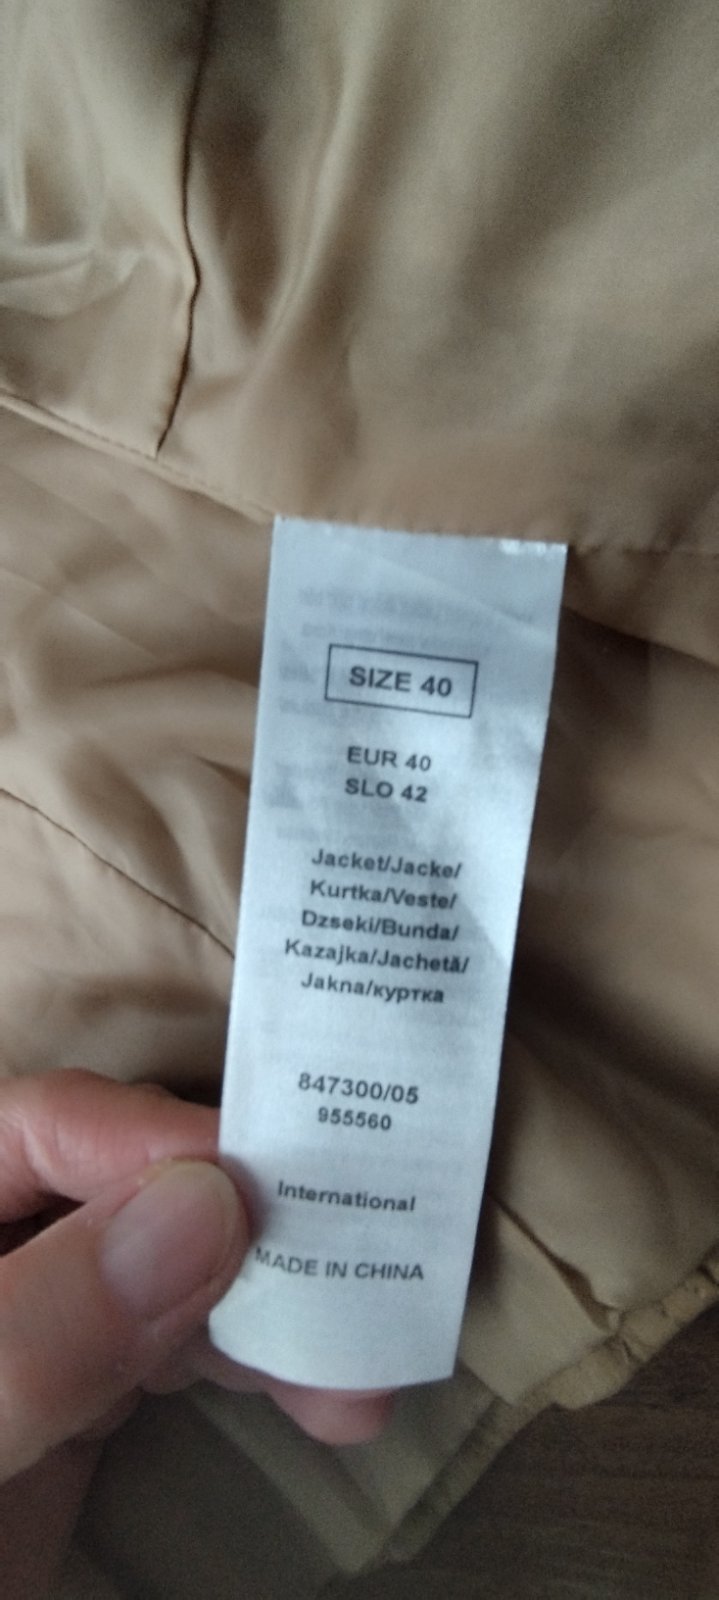 SIZE 40
EUR 40
SLO 42
Jacket/Jacke/
Kurtka/Veste/
Dzseki/Bunda/
Kazajka/Jachetă/
Jakna/куртка
847300/05
955560
International
MADE IN CHINA